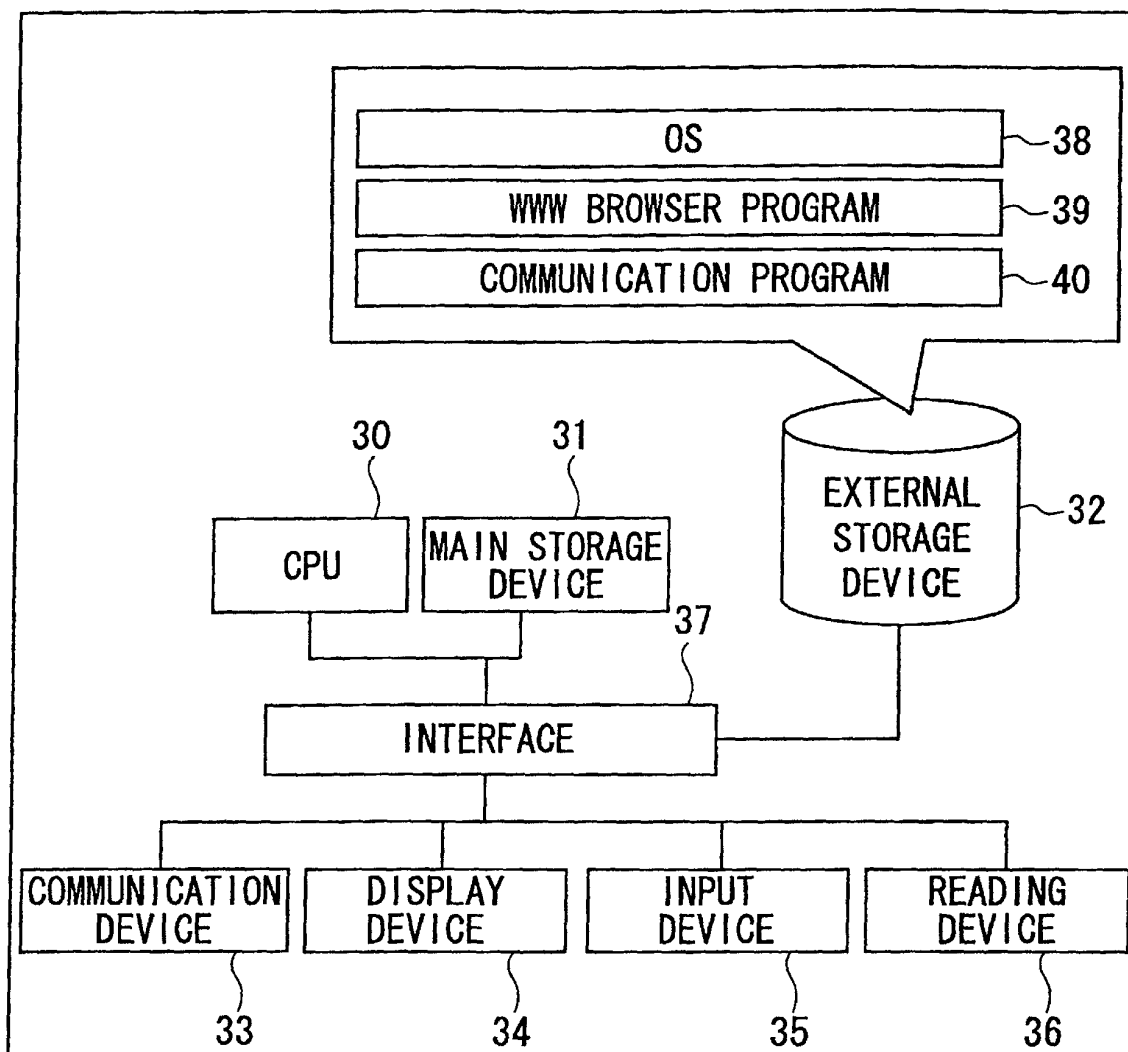 OS
38
WWW BROWSER PROGRAM
39
COMMUNICATION PROGRAM
40
30
31
EXTERNAL
STORAGE
DEVICE
32
CPU
MAIN STORAGE
DEVICE
37
INTERFACE
COMMUNICATION
DEVICE
DISPLAY
DEVICE
INPUT
DEVICE
READING
DEVICE
33
34
35
36